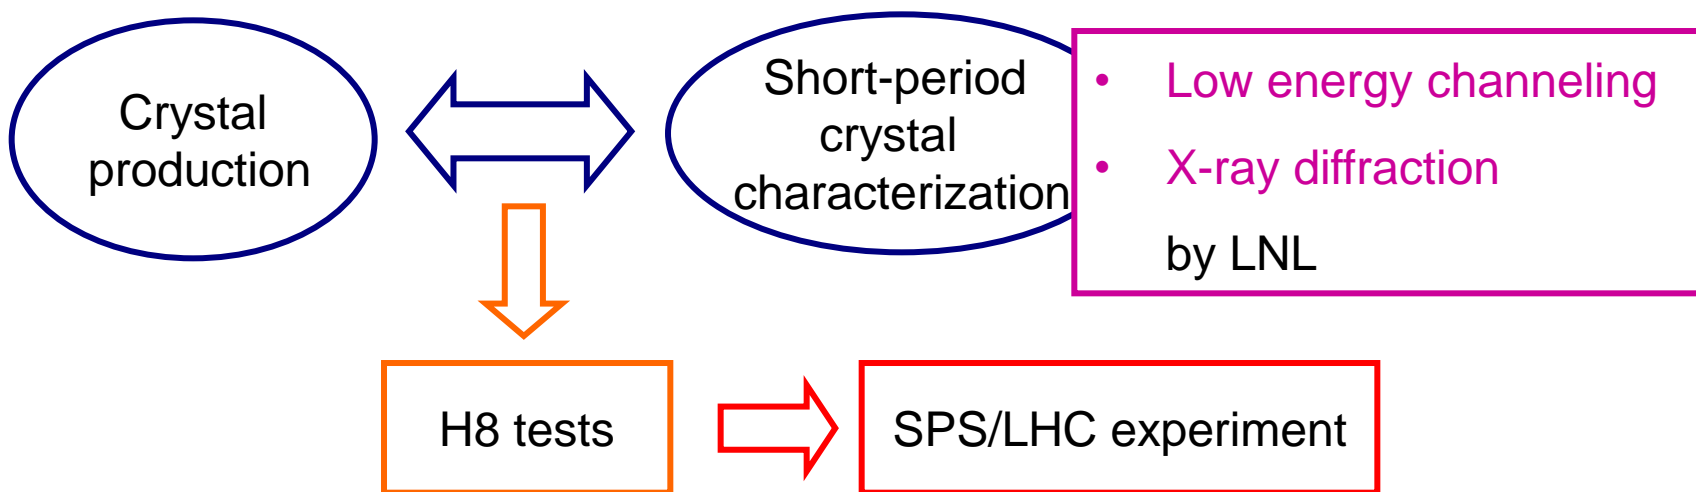 Crystal
production
Short-period
crystal
characterization
• Low energy channeling
• X-ray diffraction
by LNL
H8 tests
SPS/LHC experiment